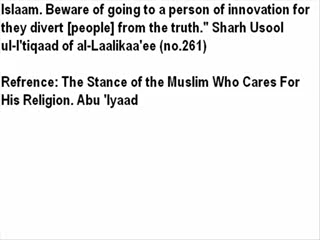 Islaam. Beware of going to a person of innovation for
they divert [people] from the truth." Sharh Usool
ul-I'tiqaad of al-Laalikaa'ee (no.261)
Refrence: The Stance of the Muslim Who Cares For
His Religion. Abu 'Iyaad